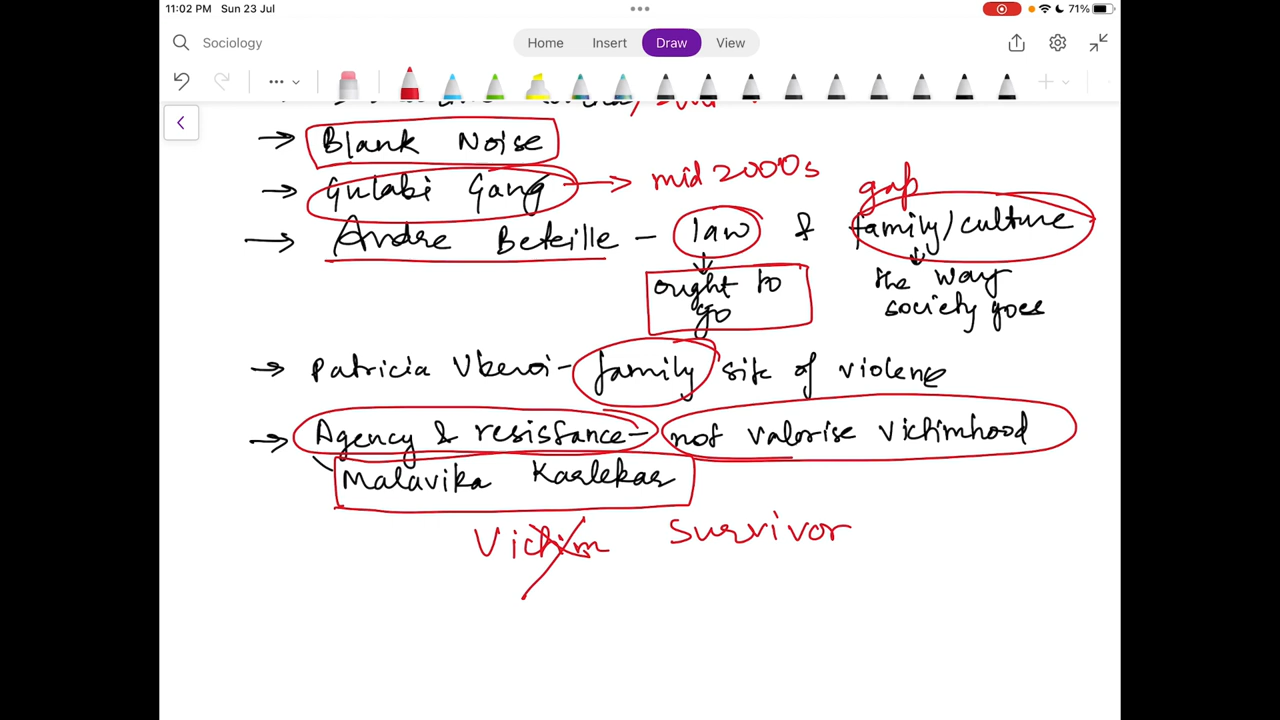 11:02 PM Sun 23 Jul
71%
Sociology
Home Insert Draw View
→ Blank Noise
→ Gulabi Gang → mid 2000s
gap
→ Andre Beteille - law & family/culture
↓ ought to go
↓ the way society goes
→ Patricia Uberoi - family site of violence
→ Agency & resistance - not valorise victimhood
Malavika Karlekar
Victim Survivor